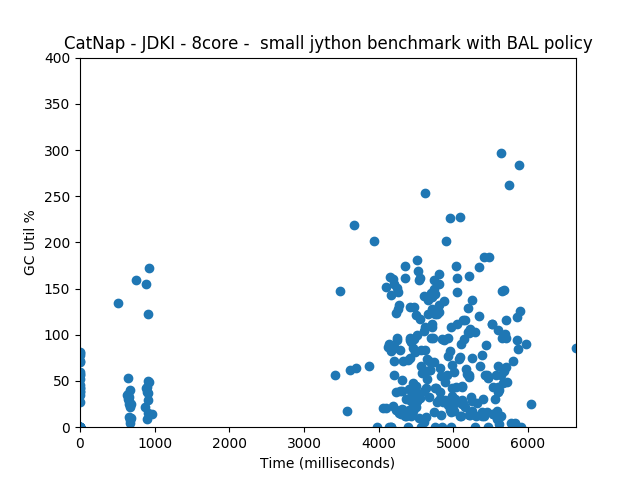 CatNap - JDKI - 8core -  small jython benchmark with BAL policy
400
350
300
250
200
150
100
50
0
GC Util %
0 1000 2000 3000 4000 5000 6000
Time (milliseconds)